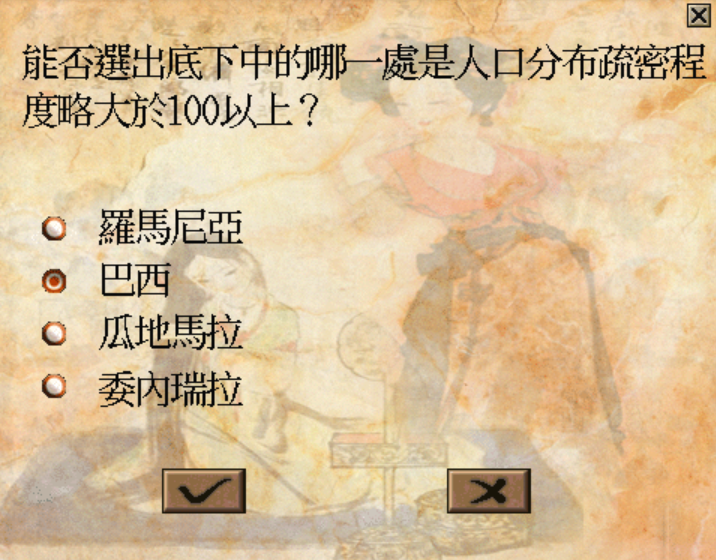 能否選出底下中的哪一處是人口分布疏密程
度略大於100以上？
羅馬尼亞
巴西
瓜地馬拉
委內瑞拉